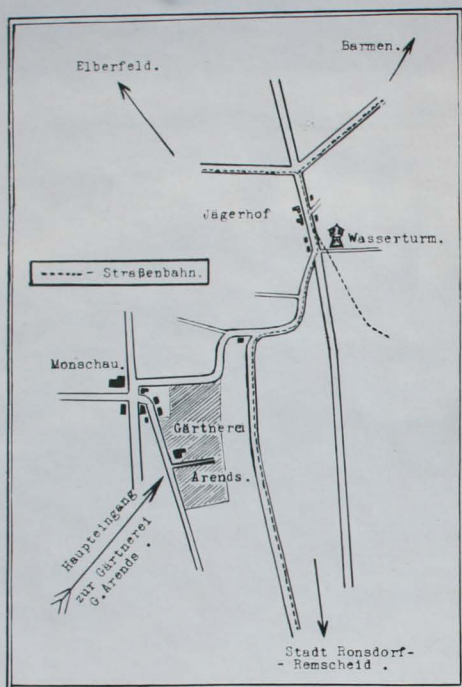 Barmen.
Elberfeld.
Jägerhof
Wasserturm.
----- - Straßenbahn.
Monschau.
Gärtnerei
Arends.
Haupteingang
zur Gärtnerei
G.Arends .
Stadt Ronsdorf-
- Remscheid .